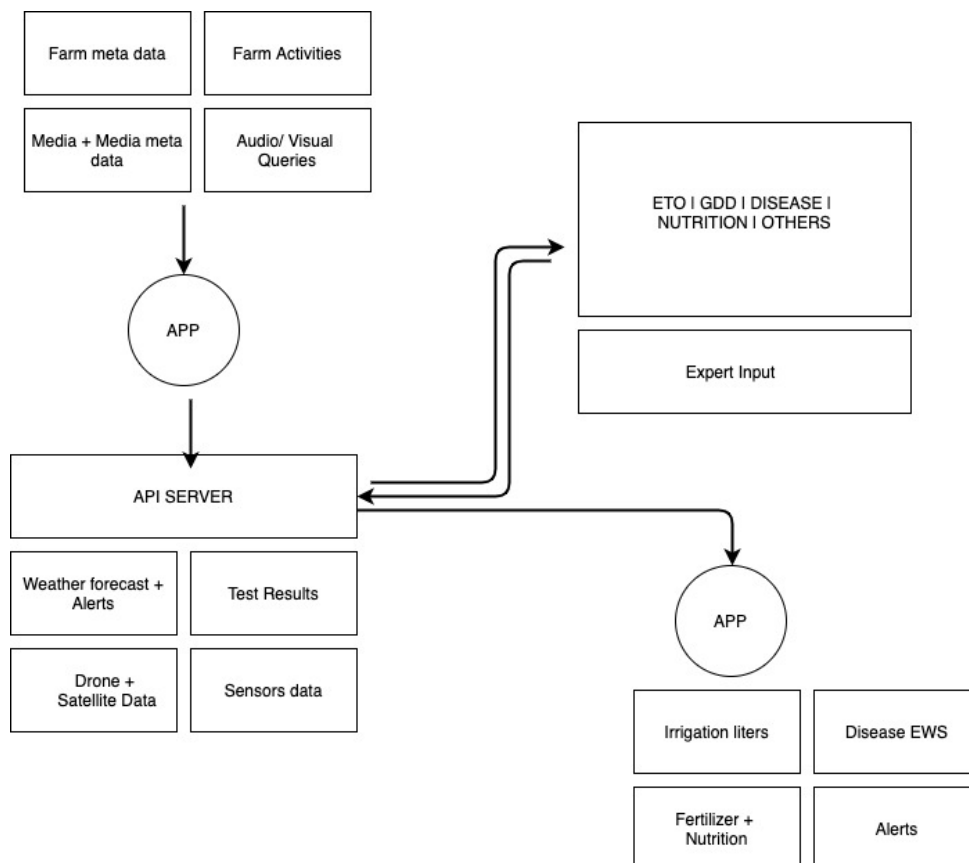 Farm meta data
Farm Activities
Media + Media meta
data
Audio/ Visual
Queries
ETO I GDD I DISEASE I
NUTRITION I OTHERS
APP
Expert Input
API SERVER
Weather forecast +
Alerts
Test Results
APP
Drone +
Satellite Data
Sensors data
Irrigation liters
Disease EWS
Fertilizer +
Nutrition
Alerts